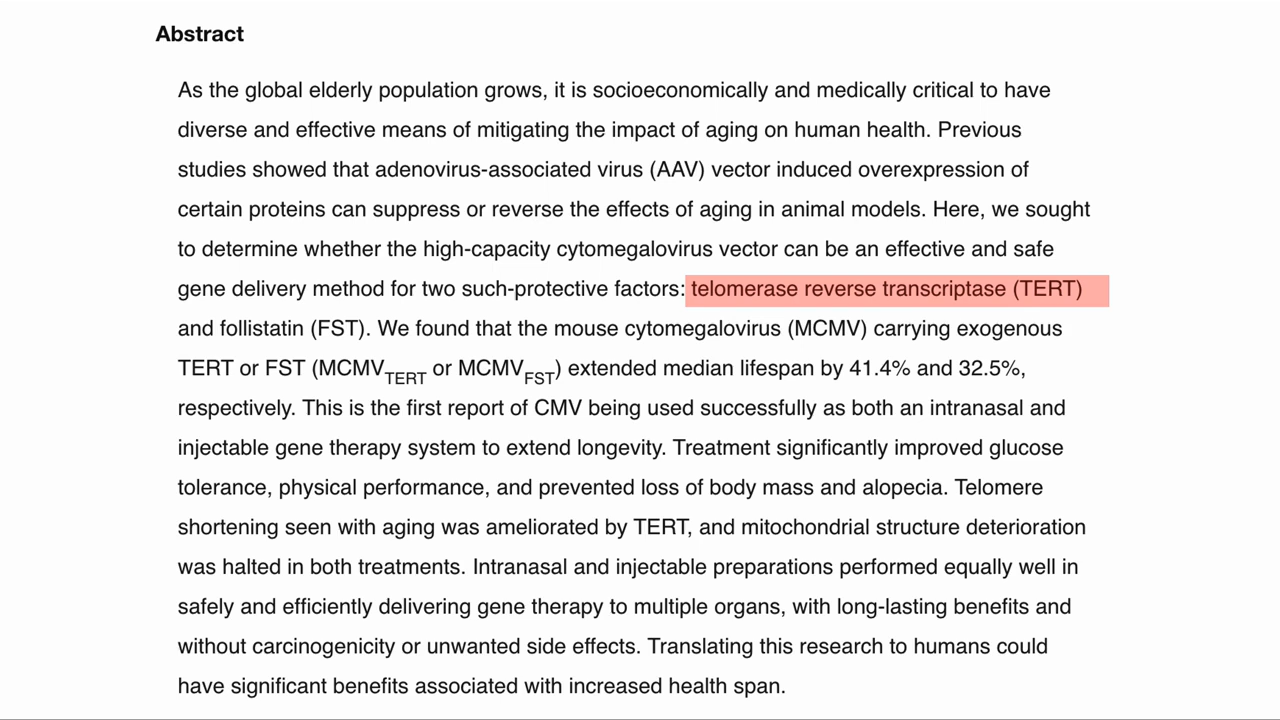 Abstract
As the global elderly population grows, it is socioeconomically and medically critical to have
diverse and effective means of mitigating the impact of aging on human health. Previous
studies showed that adenovirus-associated virus (AAV) vector induced overexpression of
certain proteins can suppress or reverse the effects of aging in animal models. Here, we sought
to determine whether the high-capacity cytomegalovirus vector can be an effective and safe
gene delivery method for two such-protective factors: telomerase reverse transcriptase (TERT)
and follistatin (FST). We found that the mouse cytomegalovirus (MCMV) carrying exogenous
TERT or FST (MCMVTERT or MCMVFST) extended median lifespan by 41.4% and 32.5%,
respectively. This is the first report of CMV being used successfully as both an intranasal and
injectable gene therapy system to extend longevity. Treatment significantly improved glucose
tolerance, physical performance, and prevented loss of body mass and alopecia. Telomere
shortening seen with aging was ameliorated by TERT, and mitochondrial structure deterioration
was halted in both treatments. Intranasal and injectable preparations performed equally well in
safely and efficiently delivering gene therapy to multiple organs, with long-lasting benefits and
without carcinogenicity or unwanted side effects. Translating this research to humans could
have significant benefits associated with increased health span.